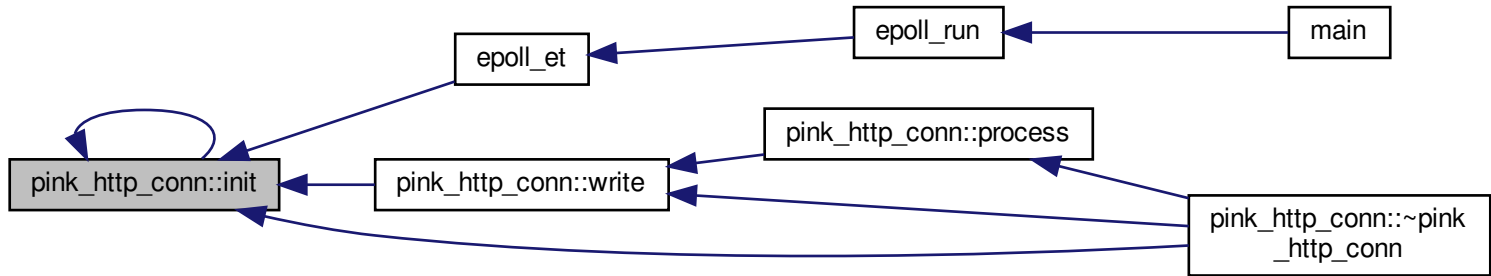 epoll_run
main
epoll_et
pink_http_conn::process
pink_http_conn::init
pink_http_conn::write
pink_http_conn::~pink
_http_conn